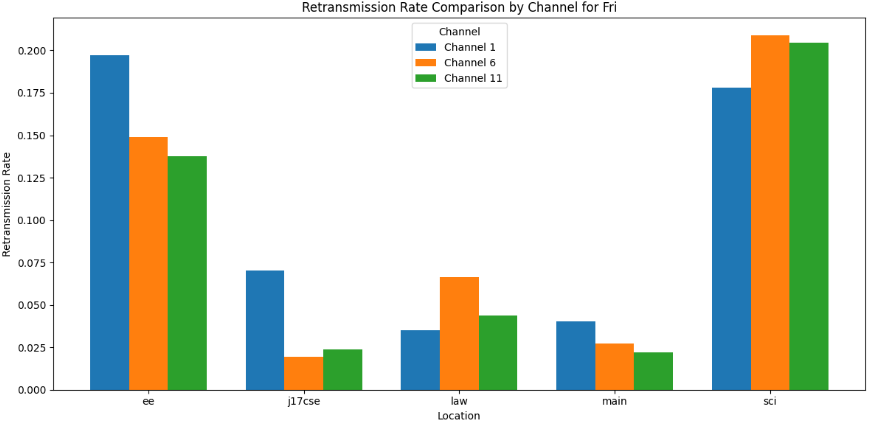 Retransmission Rate Comparison by Channel for Fri
Channel
Channel 1
Channel 6
Channel 11
0.200
0.175
0.150
0.125
0.100
0.075
0.050
0.025
0.000
Retransmission Rate
ee j17cse law main sci
Location